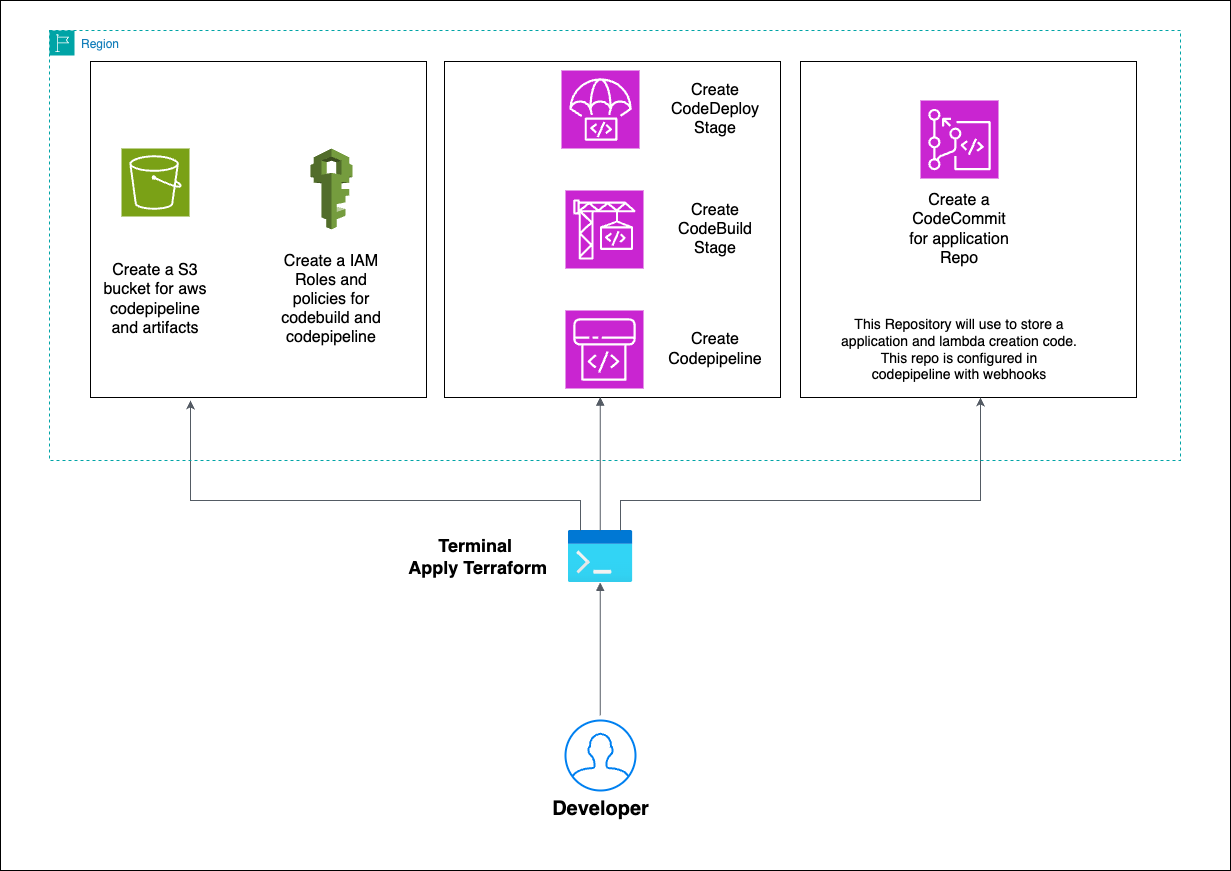 Region
Create a S3
bucket for aws
codepipeline
and artifacts
Create a IAM
Roles and
policies for
codebuild and
codepipeline
Create
CodeDeploy
Stage
Create
CodeBuild
Stage
Create
Codepipeline
Create a
CodeCommit
for application
Repo
This Repository will use to store a
application and lambda creation code.
This repo is configured in
codepipeline with webhooks
Terminal
Apply Terraform
Developer